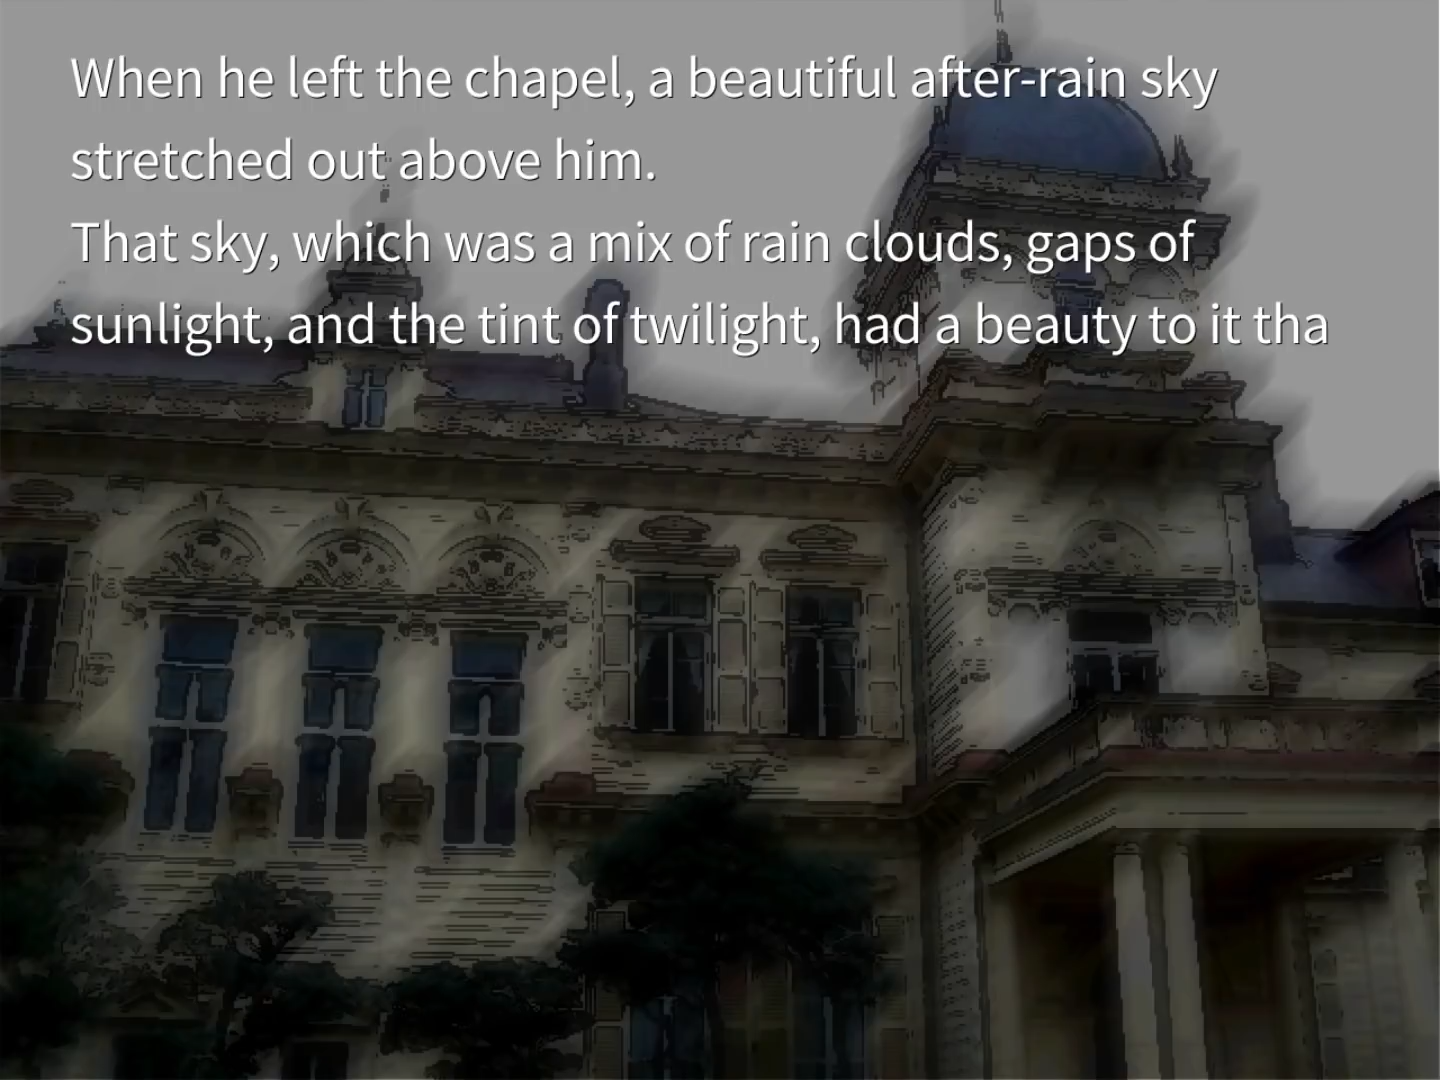 When he left the chapel, a beautiful after-rain sky
stretched out above him.
That sky, which was a mix of rain clouds, gaps of
sunlight, and the tint of twilight, had a beauty to it tha